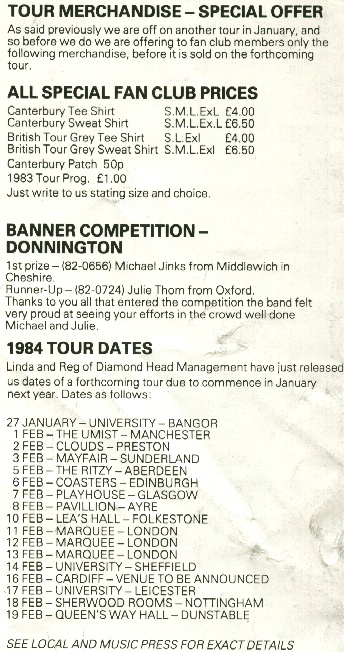 TOUR MERCHANDISE – SPECIAL OFFER
As said previously we are off on another tour in January, and
so before we do we are offering to fan club members only the
following merchandise, before it is sold on the forthcoming
tour.
ALL SPECIAL FAN CLUB PRICES
Canterbury Tee Shirt S.M.L.ExL £4.00
Canterbury Sweat Shirt S.M.L.Ex.L £6.50
British Tour Grey Tee Shirt S.L.Exl £4.00
British Tour Grey Sweat Shirt S.M.L.Exl £6.50
Canterbury Patch 50p
1983 Tour Prog. £1.00
Just write to us stating size and choice.
BANNER COMPETITION –
DONNINGTON
1st prize – (82-0656) Michael Jinks from Middlewich in
Cheshire.
Runner-Up – (82-0724) Julie Thom from Oxford.
Thanks to you all that entered the competition the band felt
very proud at seeing your efforts in the crowd well done
Michael and Julie.
1984 TOUR DATES
Linda and Reg of Diamond Head Management have just released
us dates of a forthcoming tour due to commence in January
next year. Dates as follows:
27 JANUARY – UNIVERSITY – BANGOR
1 FEB – THE UMIST – MANCHESTER
2 FEB – CLOUDS – PRESTON
3 FEB – MAYFAIR – SUNDERLAND
5 FEB – THE RITZY – ABERDEEN
6 FEB – COASTERS – EDINBURGH
7 FEB – PLAYHOUSE – GLASGOW
8 FEB – PAVILLION – AYRE
10 FEB – LEA'S HALL – FOLKESTONE
11 FEB – MARQUEE – LONDON
12 FEB – MARQUEE – LONDON
13 FEB – MARQUEE – LONDON
14 FEB – UNIVERSITY – SHEFFIELD
16 FEB – CARDIFF – VENUE TO BE ANNOUNCED
17 FEB – UNIVERSITY – LEICESTER
18 FEB – SHERWOOD ROOMS – NOTTINGHAM
19 FEB – QUEEN'S WAY HALL – DUNSTABLE
SEE LOCAL AND MUSIC PRESS FOR EXACT DETAILS